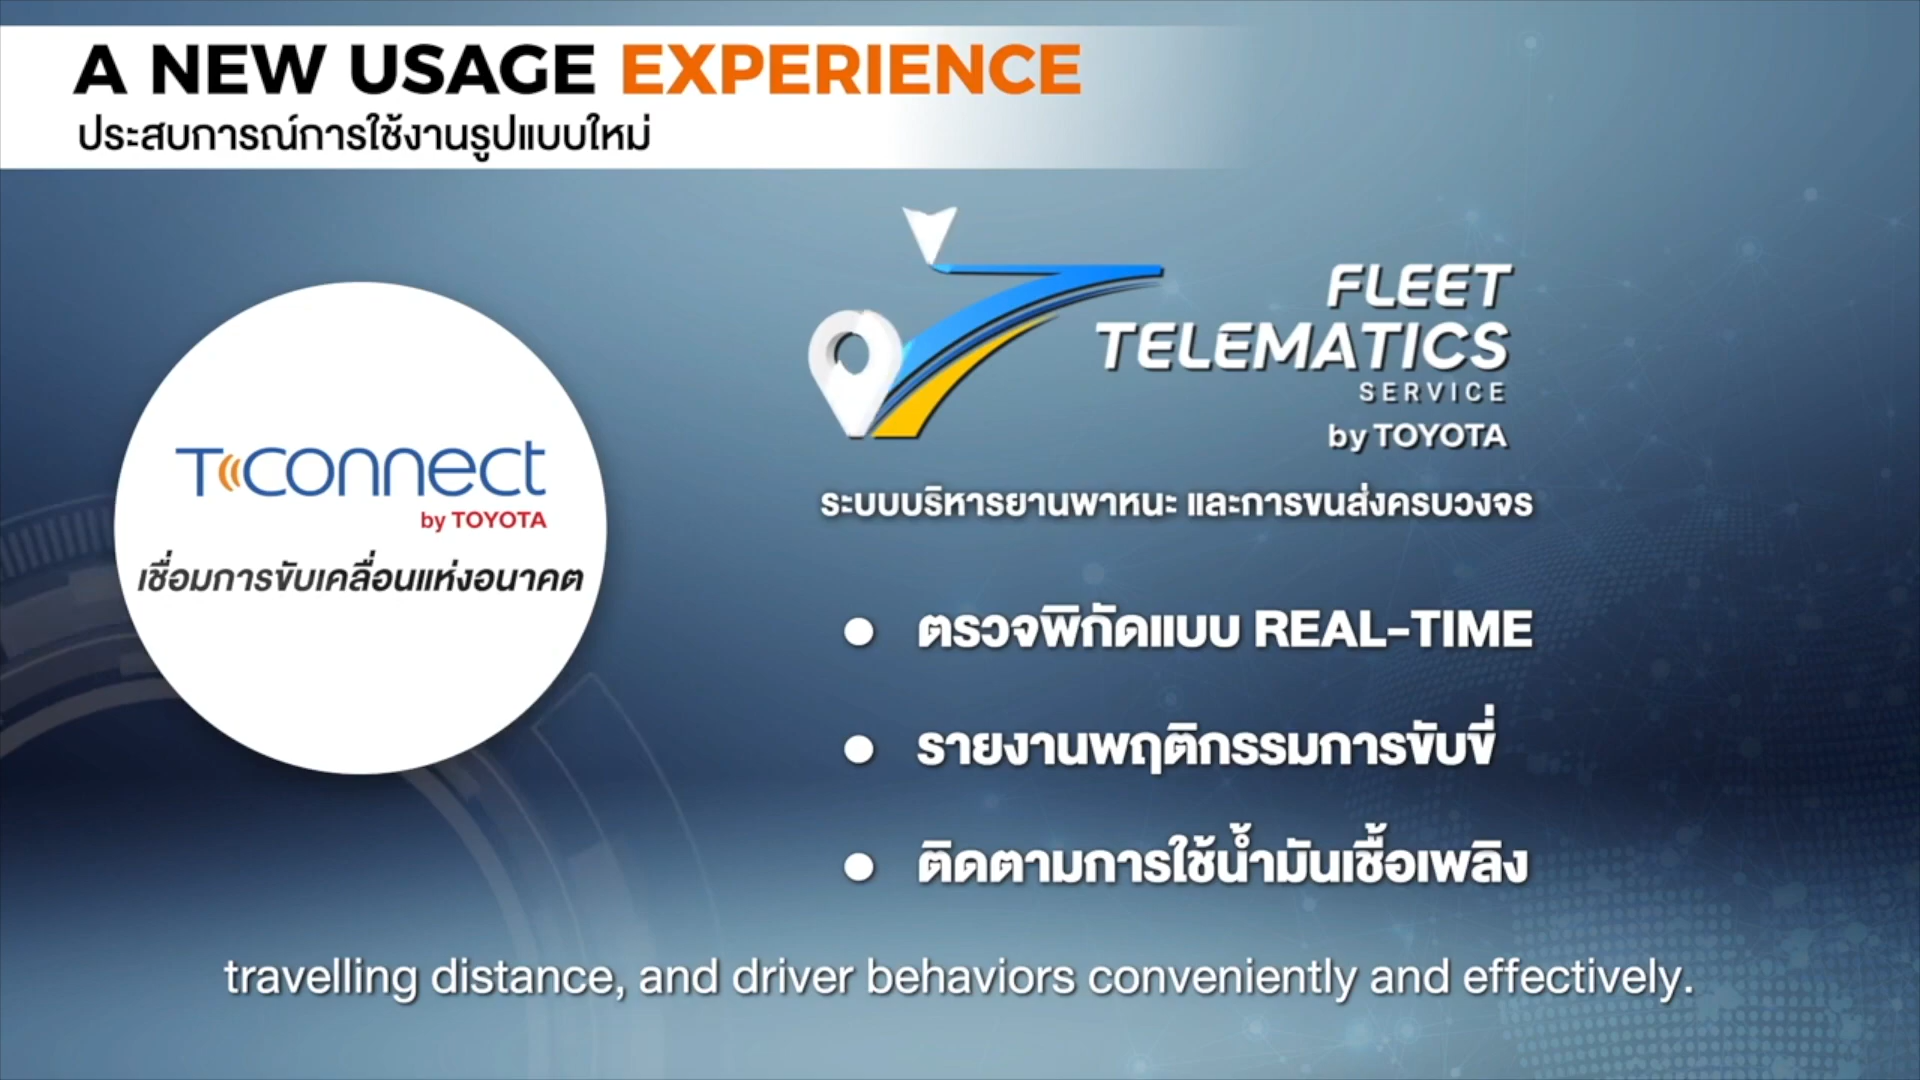 A NEW USAGE EXPERIENCE
ประสบการณ์การใช้งานรูปแบบใหม่
T-Connect
by TOYOTA
เชื่อมการขับเคลื่อนแห่งอนาคต
FLEET
TELEMATICS
SERVICE
by TOYOTA
ระบบบริหารยานพาหนะ และการขนส่งครบวงจร
● ตรวจพิกัดแบบ REAL-TIME
● รายงานพฤติกรรมการขับขี่
● ติดตามการใช้น้ำมันเชื้อเพลิง
travelling distance, and driver behaviors conveniently and effectively.